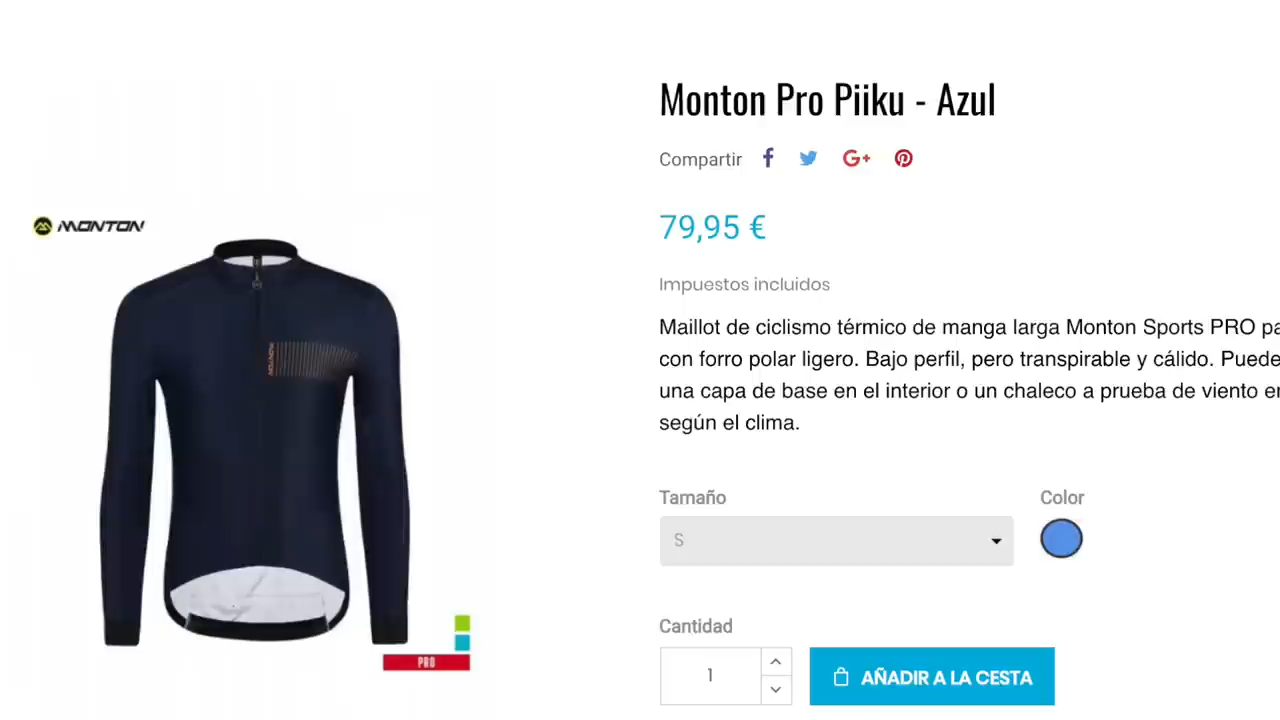 Monton Pro Piiku - Azul
Compartir
79,95 €
MONTON
Impuestos incluidos
Maillot de ciclismo térmico de manga larga Monton Sports PRO pa
con forro polar ligero. Bajo perfil, pero transpirable y cálido. Puede
una capa de base en el interior o un chaleco a prueba de viento en
según el clima.
MONTON
Tamaño
Color
S
Cantidad
1
AÑADIR A LA CESTA
PRO